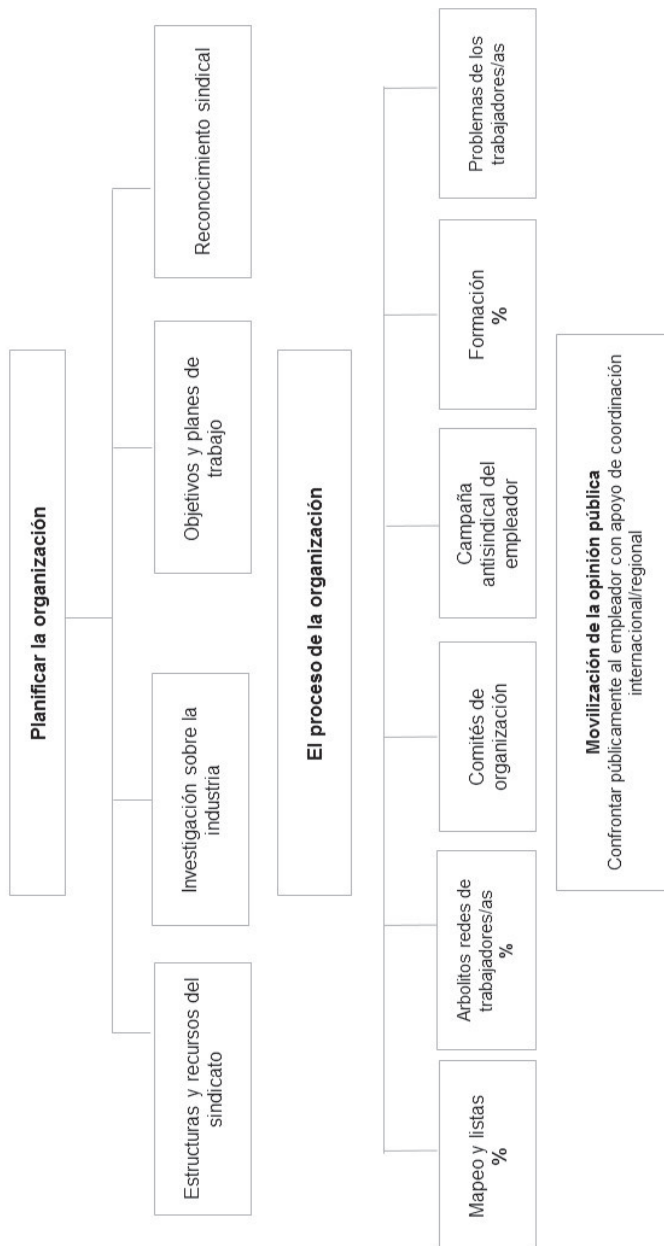 Planificar la organización
Estructuras y recursos del
sindicato
Investigación sobre la
industria
Objetivos y planes de
trabajo
Reconocimiento sindical
El proceso de la organización
Mapeo y listas
%
Arbolitos redes de
trabajadores/as
%
Comités de
organización
Campaña
antisindical del
empleador
Formación
%
Problemas de los
trabajadores/as
Movilización de la opinión pública
Confrontar públicamente al empleador con apoyo de coordinación
internacional/regional